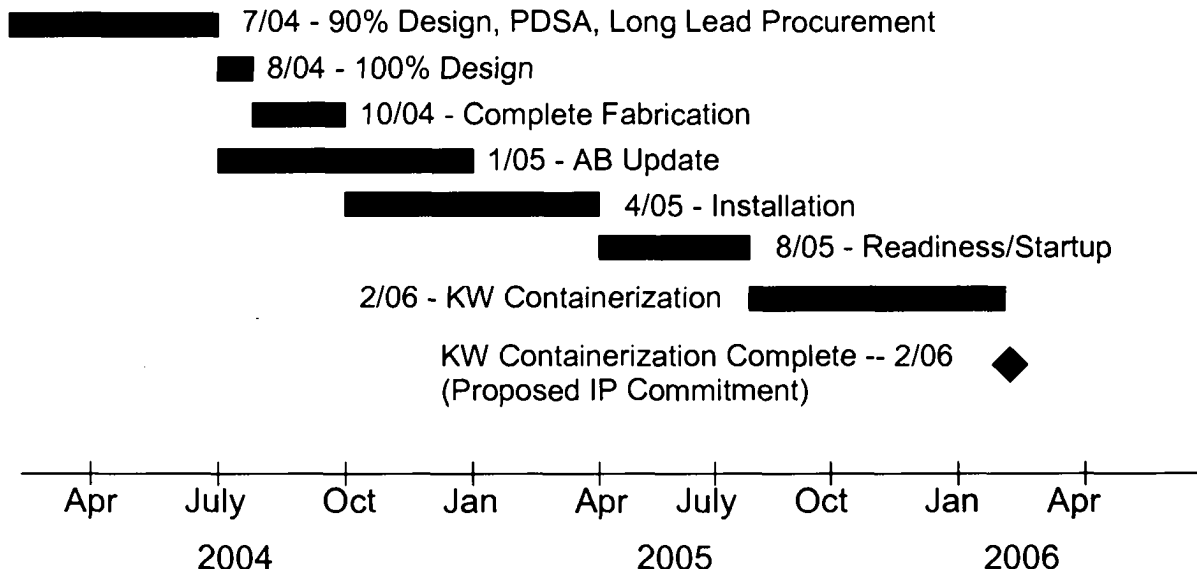 7/04 - 90% Design, PDSA, Long Lead Procurement
8/04 - 100% Design
10/04 - Complete Fabrication
1/05 - AB Update
4/05 - Installation
8/05 - Readiness/Startup
2/06 - KW Containerization
KW Containerization Complete -- 2/06
(Proposed IP Commitment)
Apr July Oct Jan Apr July Oct Jan Apr
2004 2005 2006